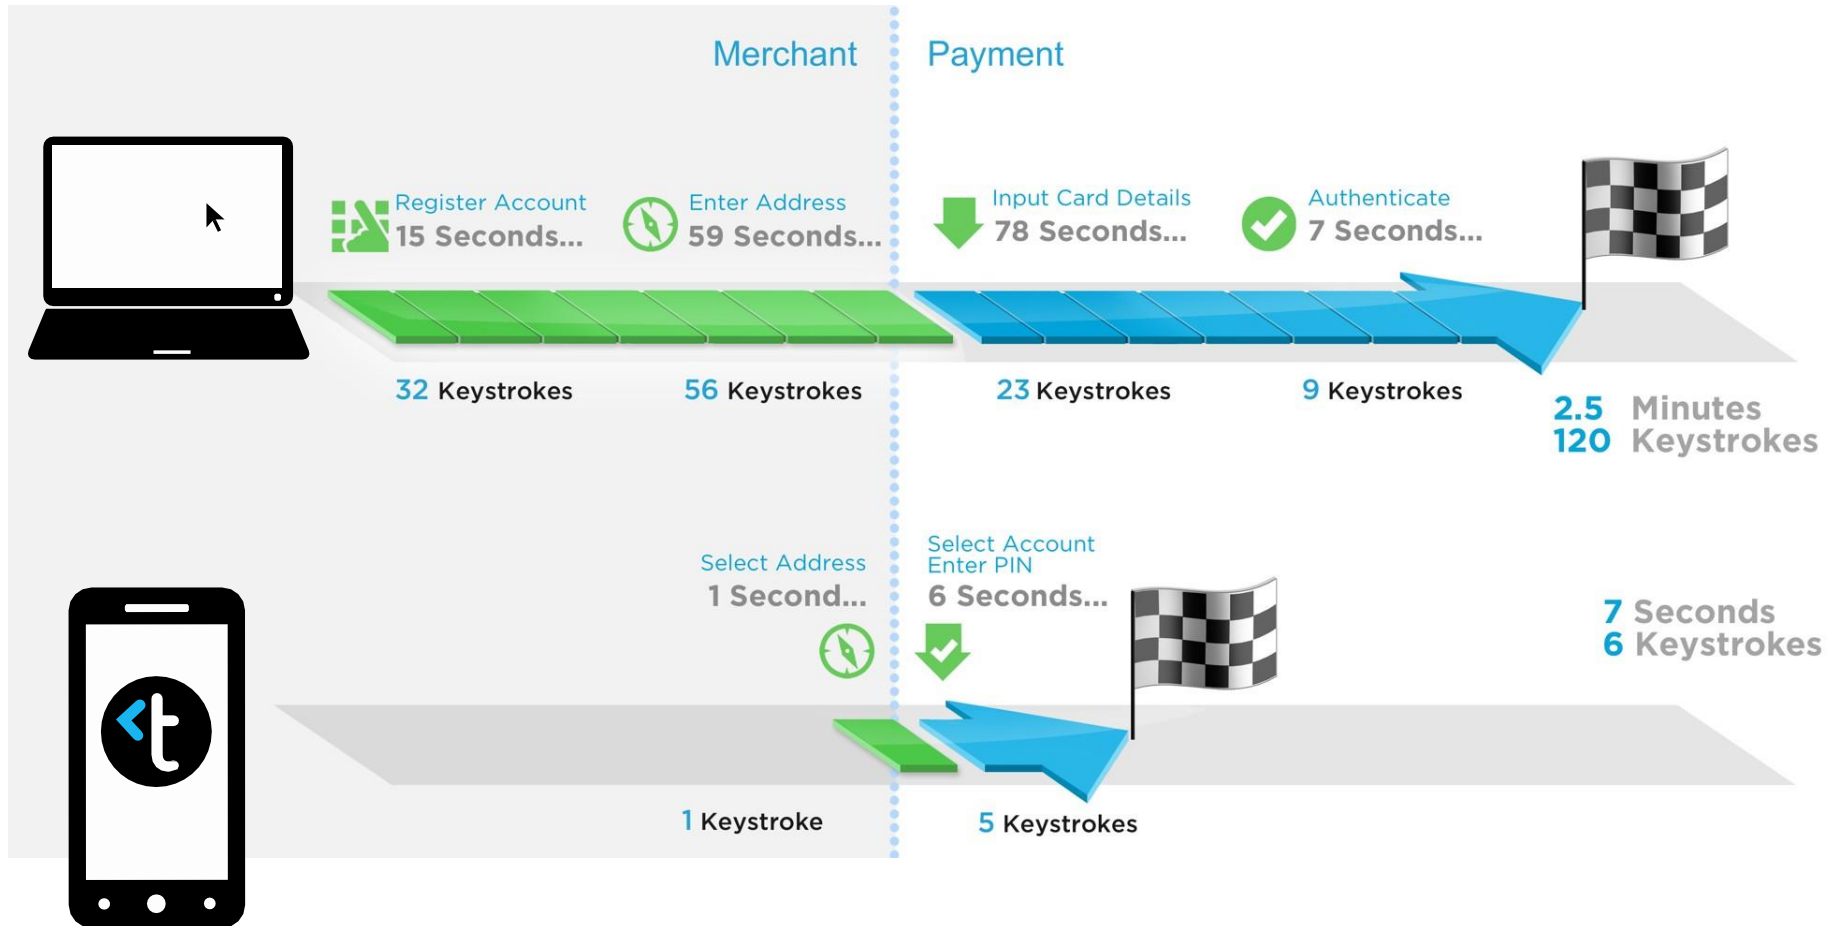 Merchant
Payment
Register Account
15 Seconds...
Enter Address
59 Seconds...
Input Card Details
78 Seconds...
Authenticate
7 Seconds...
32 Keystrokes
56 Keystrokes
23 Keystrokes
9 Keystrokes
2.5 Minutes
120 Keystrokes
Select Address
1 Second...
Select Account
Enter PIN
6 Seconds...
7 Seconds
6 Keystrokes
t
1 Keystroke
5 Keystrokes